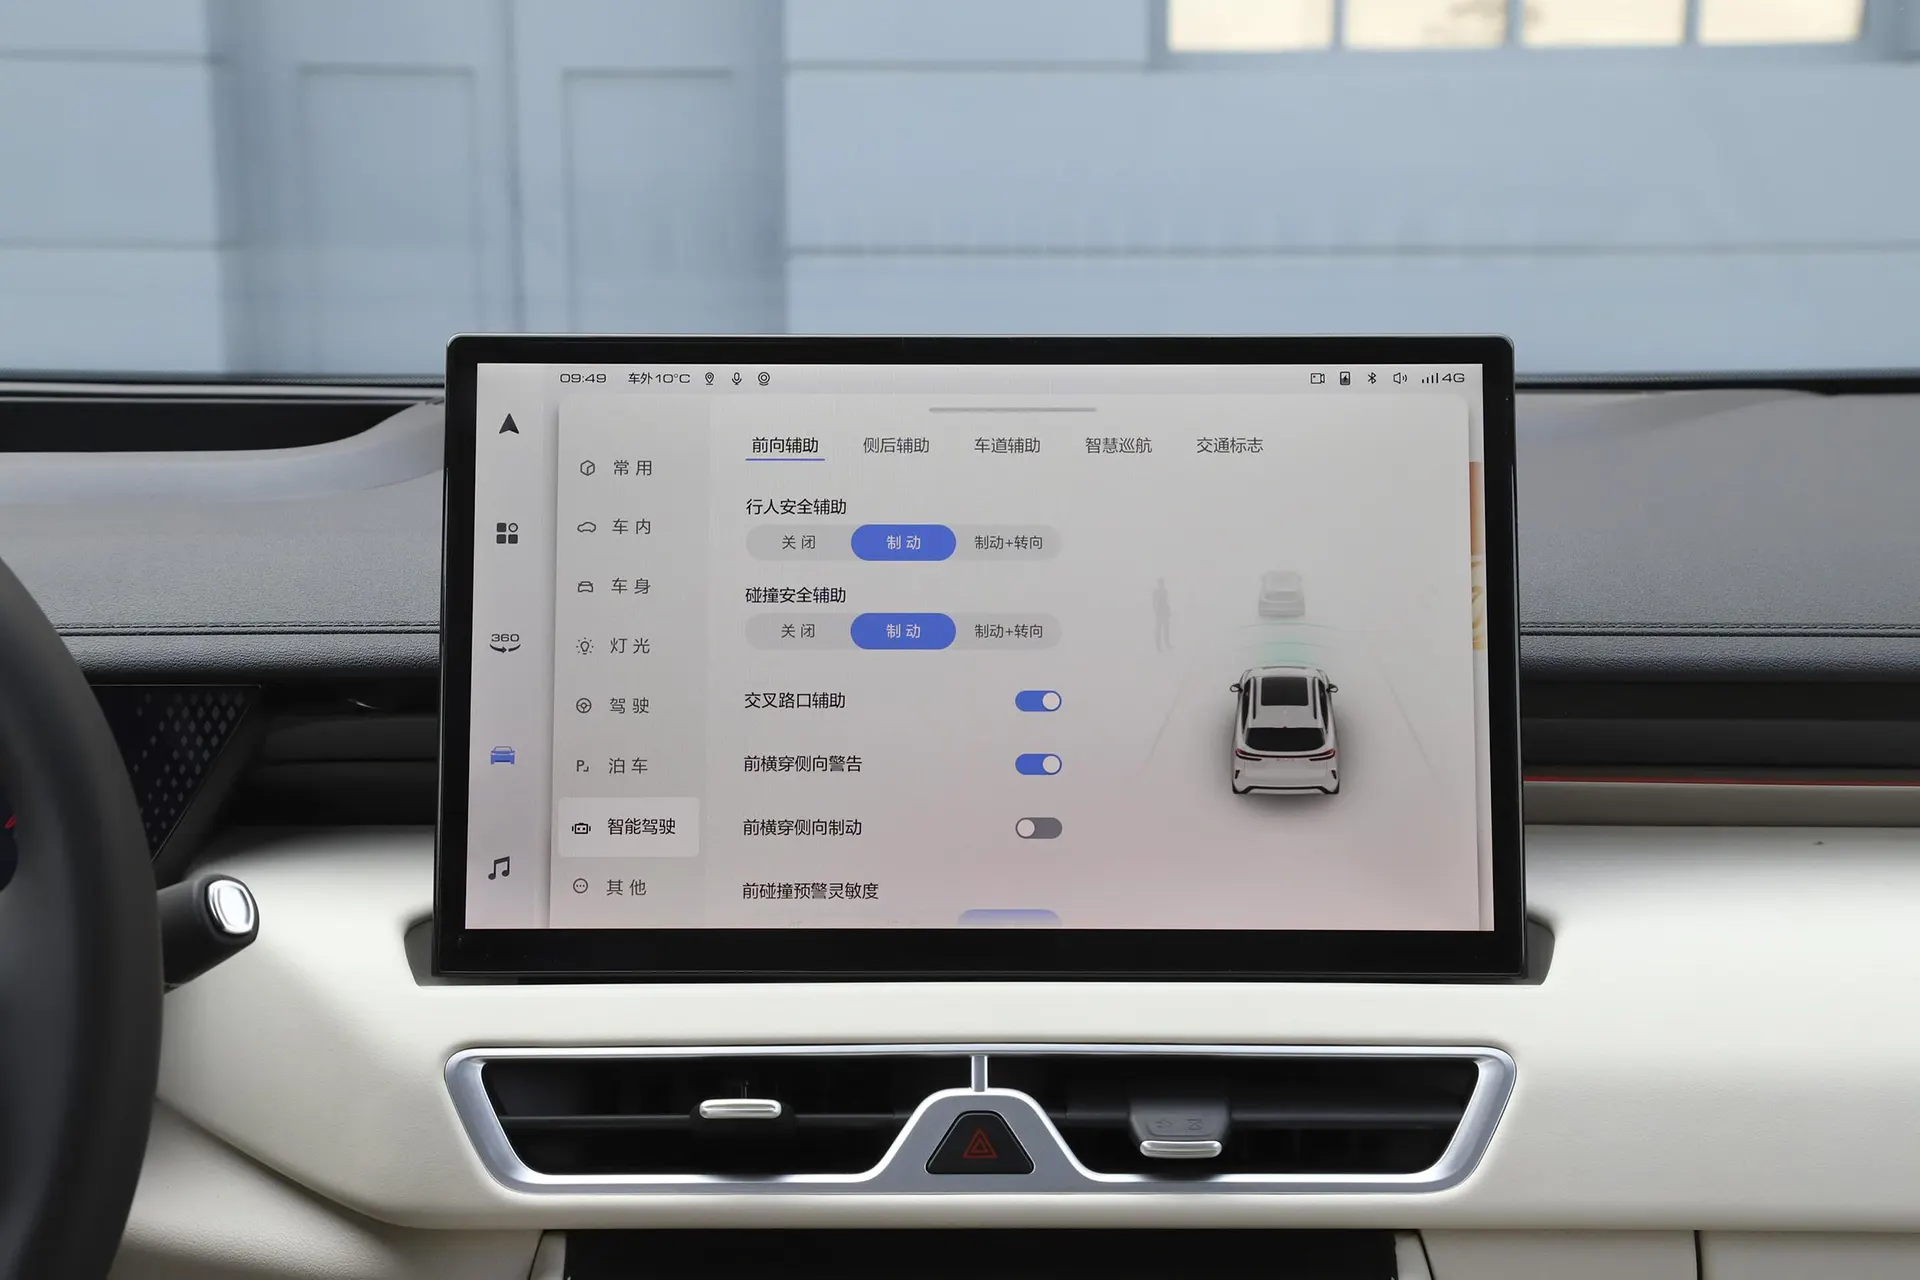 09:49 车外10°C
4G
前向辅助 侧后辅助 车道辅助 智慧巡航 交通标志
360
常用
车内
车身
灯光
驾驶
P 泊车
智能驾驶
其他
行人安全辅助
关闭 制动 制动+转向
碰撞安全辅助
关闭 制动 制动+转向
交叉路口辅助
前横穿侧向警告
前横穿侧向制动
前碰撞预警灵敏度